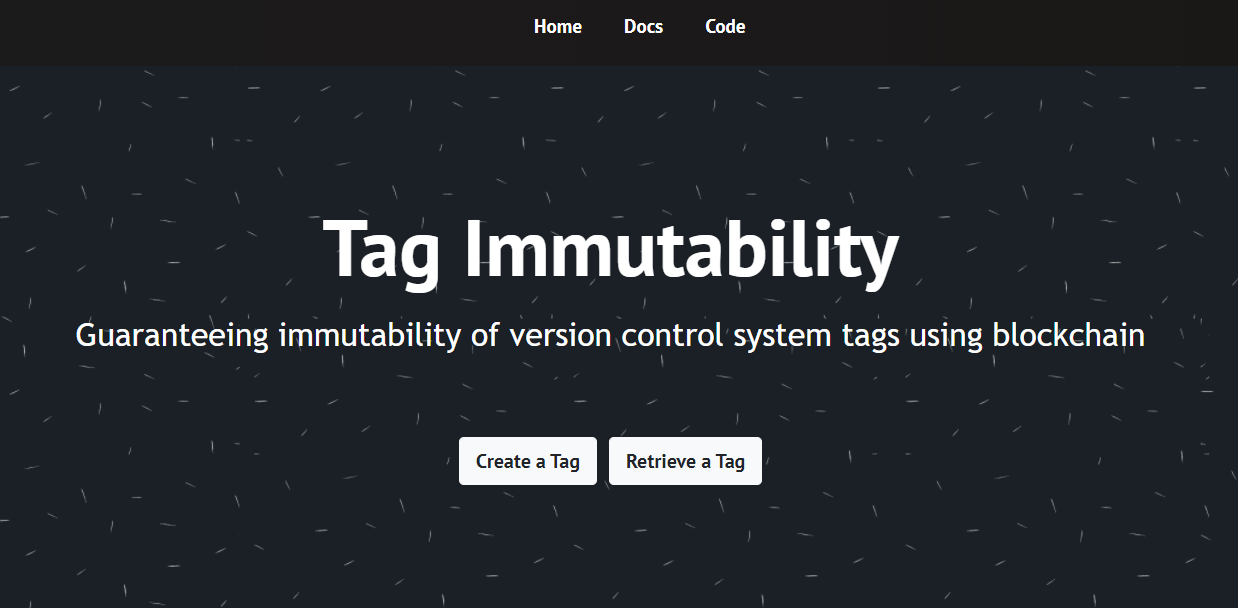 Home Docs Code
Tag Immutability
Guaranteeing immutability of version control system tags using blockchain
Create a Tag Retrieve a Tag